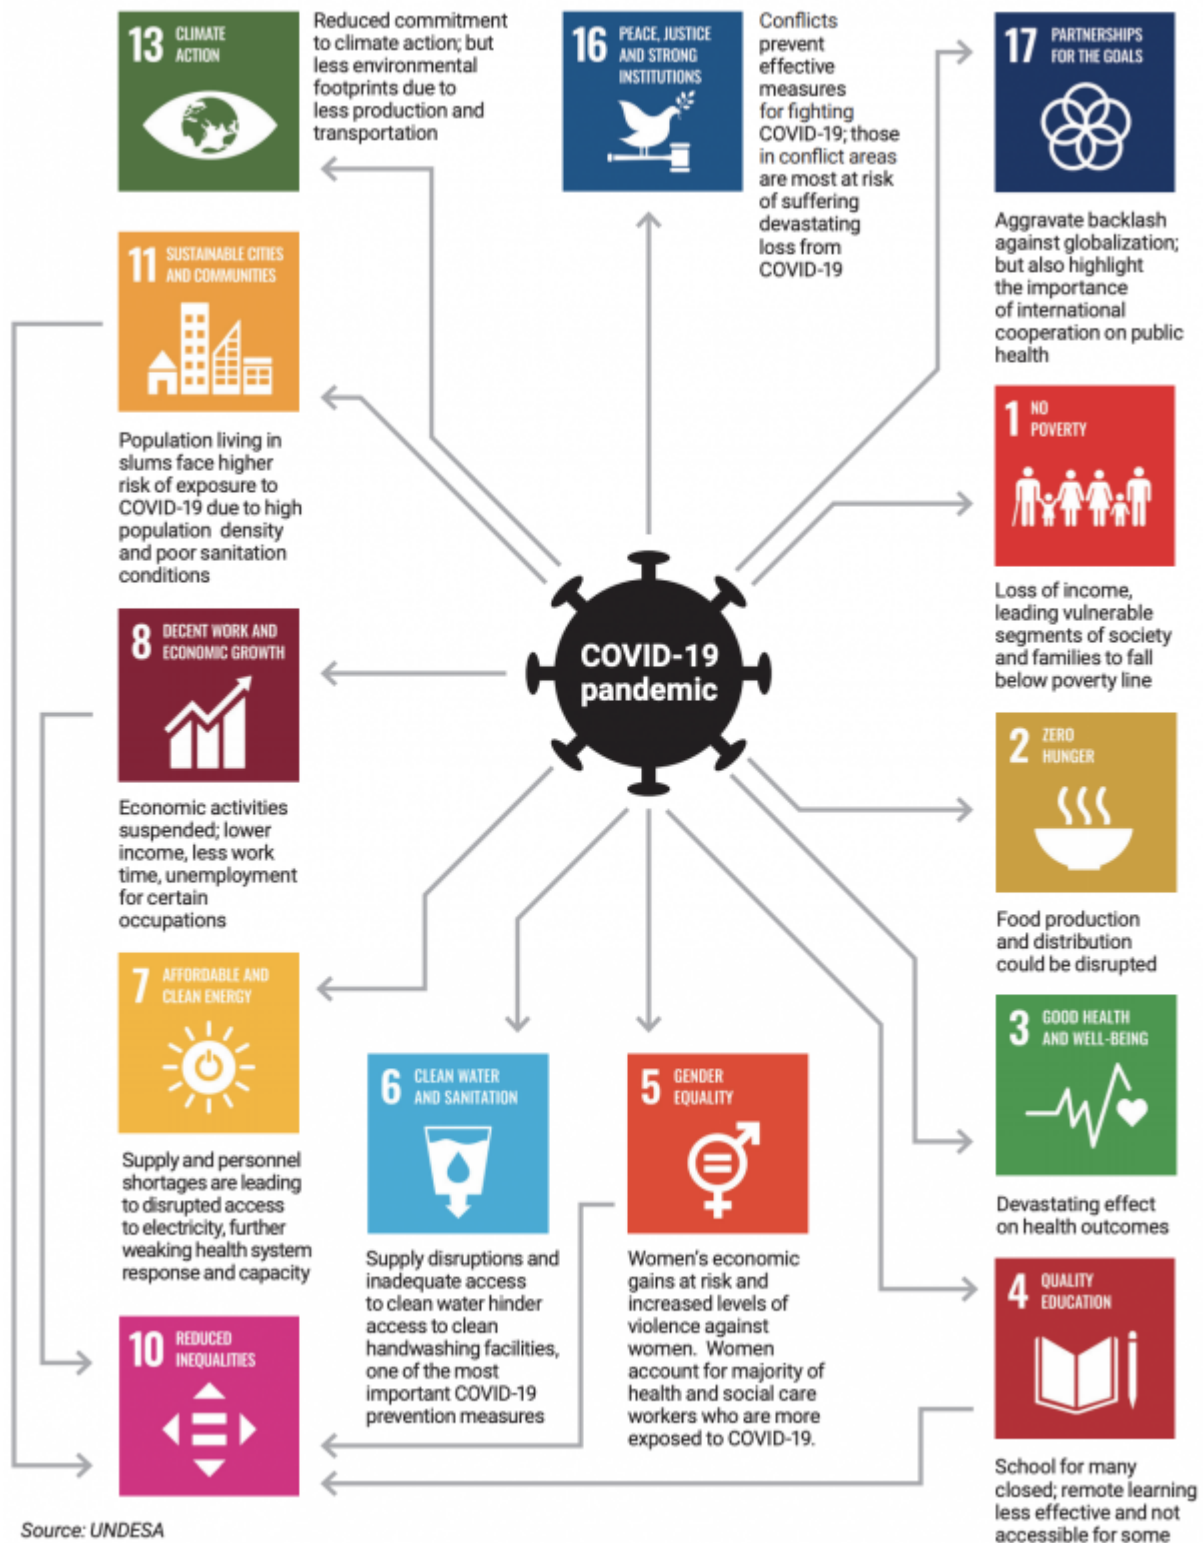 13 CLIMATE
ACTION
Reduced commitment
to climate action; but
less environmental
footprints due to
less production and
transportation
16 PEACE, JUSTICE
AND STRONG
INSTITUTIONS
Conflicts
prevent
effective
measures
for fighting
COVID-19; those
in conflict areas
are most at risk
of suffering
devastating
loss from
COVID-19
17 PARTNERSHIPS
FOR THE GOALS
Aggravate backlash
against globalization;
but also highlight
the importance
of international
cooperation on public
health
11 SUSTAINABLE CITIES
AND COMMUNITIES
Population living in
slums face higher
risk of exposure to
COVID-19 due to high
population density
and poor sanitation
conditions
1 NO
POVERTY
Loss of income,
leading vulnerable
segments of society
and families to fall
below poverty line
COVID-19
pandemic
8 DECENT WORK AND
ECONOMIC GROWTH
Economic activities
suspended; lower
income, less work
time, unemployment
for certain
occupations
2 ZERO
HUNGER
Food production
and distribution
could be disrupted
7 AFFORDABLE AND
CLEAN ENERGY
Supply and personnel
shortages are leading
to disrupted access
to electricity, further
weaking health system
response and capacity
6 CLEAN WATER
AND SANITATION
Supply disruptions and
inadequate access
to clean water hinder
access to clean
handwashing facilities,
one of the most
important COVID-19
prevention measures
5 GENDER
EQUALITY
Women's economic
gains at risk and
increased levels of
violence against
women. Women
account for majority of
health and social care
workers who are more
exposed to COVID-19.
3 GOOD HEALTH
AND WELL-BEING
Devastating effect
on health outcomes
4 QUALITY
EDUCATION
School for many
closed; remote learning
less effective and not
accessible for some
10 REDUCED
INEQUALITIES
Source: UNDESA